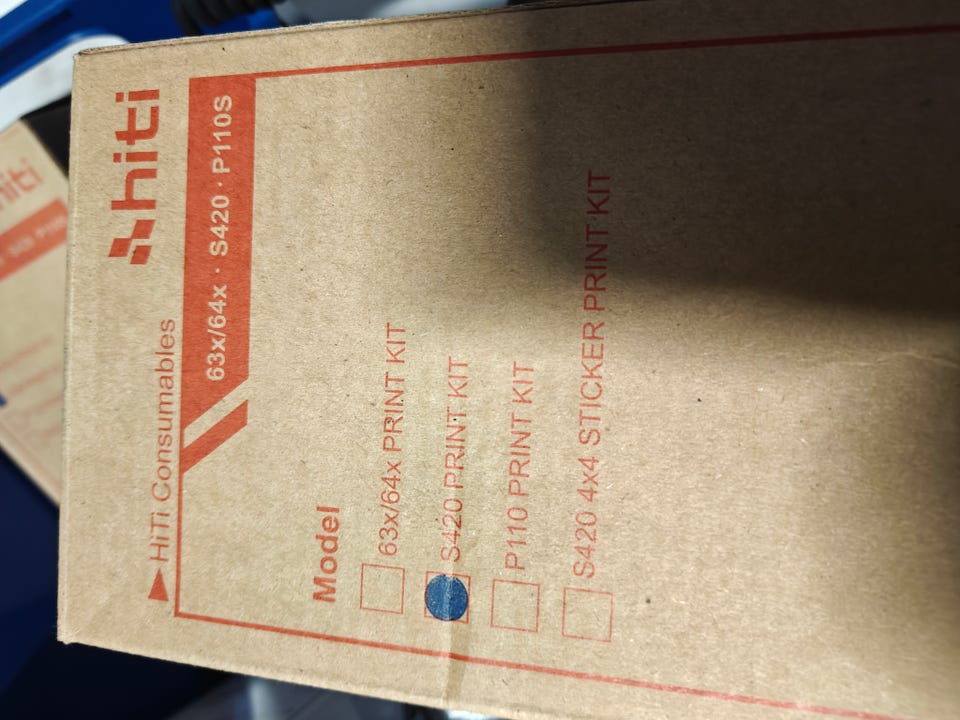 hiti
HiTi Consumables
63x/64x · S420 · P110S
Model
63x/64x PRINT KIT
S420 PRINT KIT
P110 PRINT KIT
S420 4x4 STICKER PRINT KIT
hiti